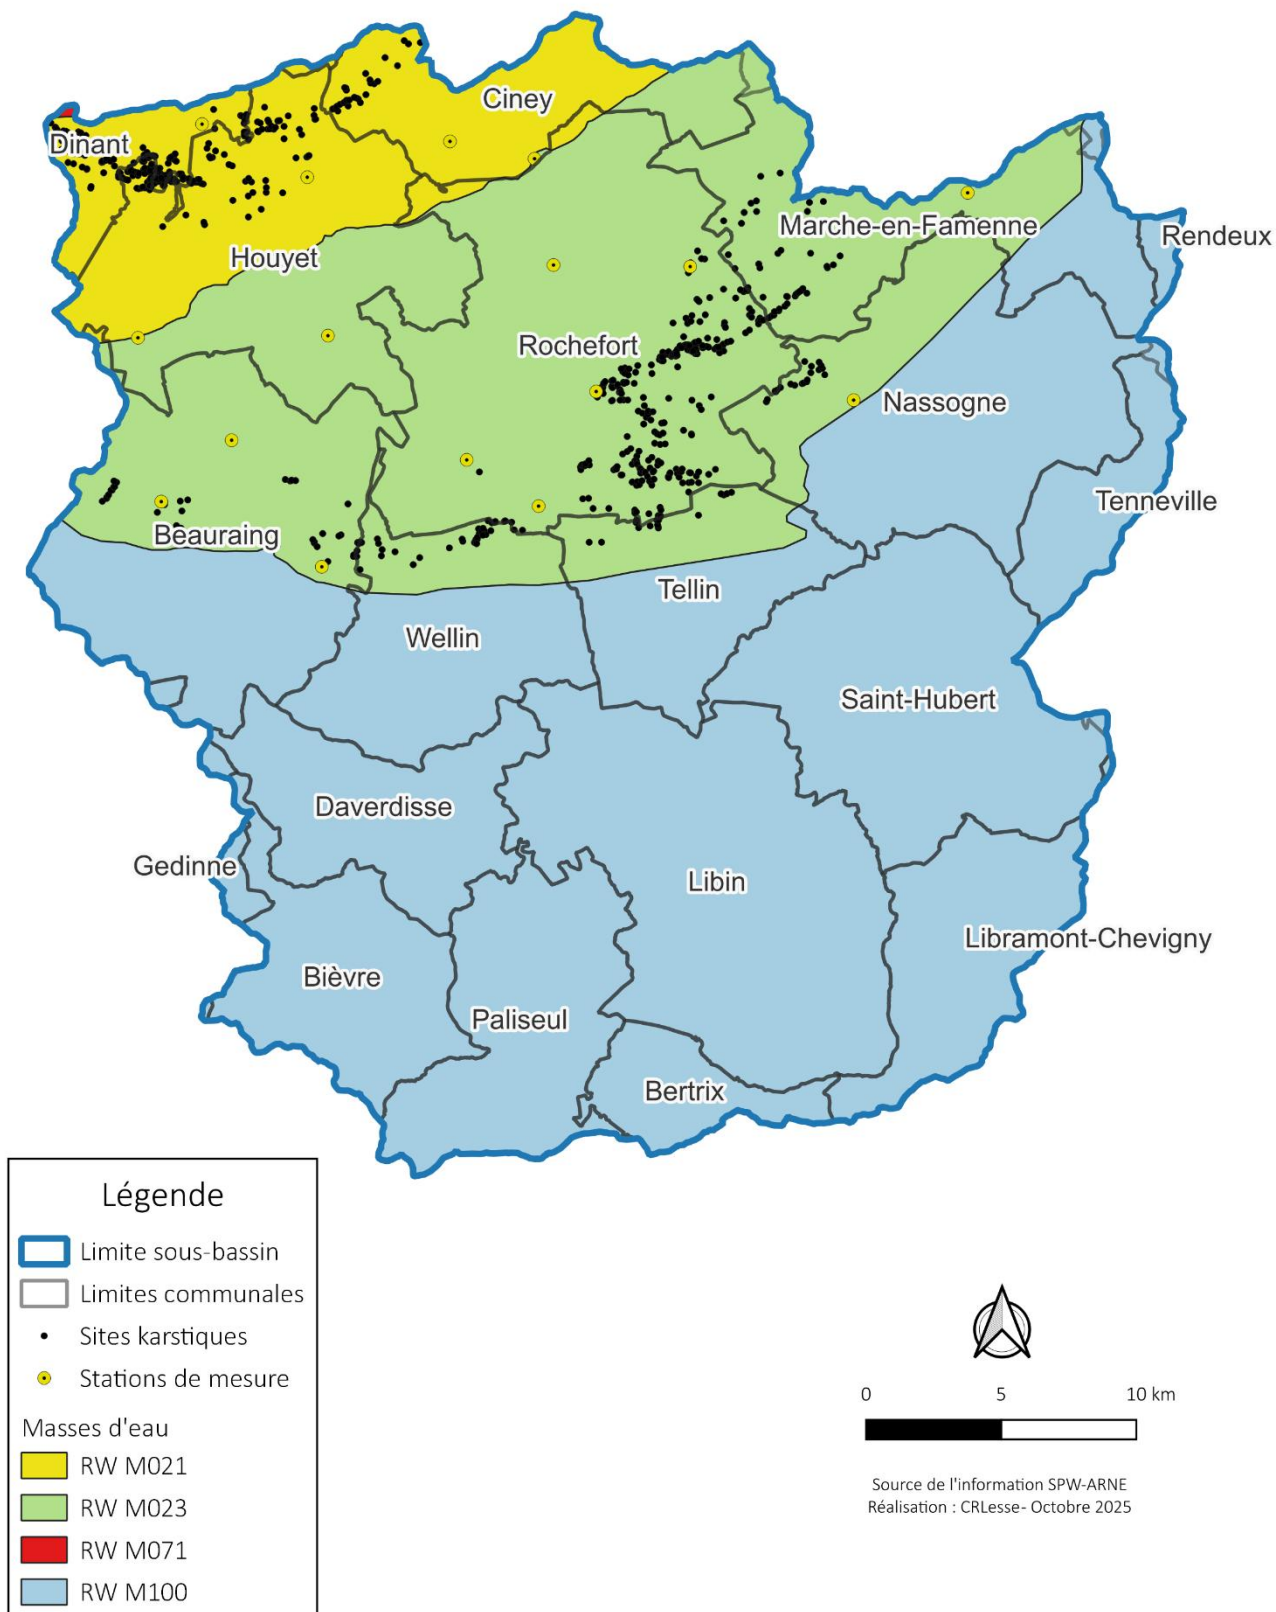 Ciney
Dinant
Marche-en-Famenne
Rendeux
Houyet
Rochefort
Nassogne
Tenneville
Beauraing
Tellin
Wellin
Saint-Hubert
Daverdisse
Gedinne
Libin
Libramont-Chevigny
Bièvre
Paliseul
Bertrix
Légende
Limite sous-bassin
Limites communales
Sites karstiques
Stations de mesure
Masses d'eau
RW M021
RW M023
RW M071
RW M100
0 5 10 km
Source de l'information SPW-ARNE
Réalisation : CRLesse- Octobre 2025